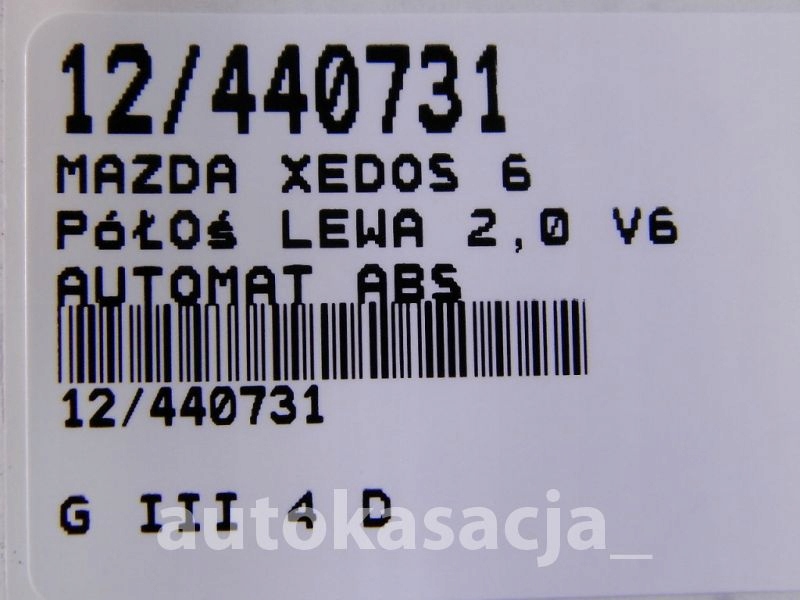 12/440731
MAZDA XEDOS 6
PółOś LEWA 2,0 V6
AUTOMAT ABS
12/440731
G III 4 D
autokasacja_